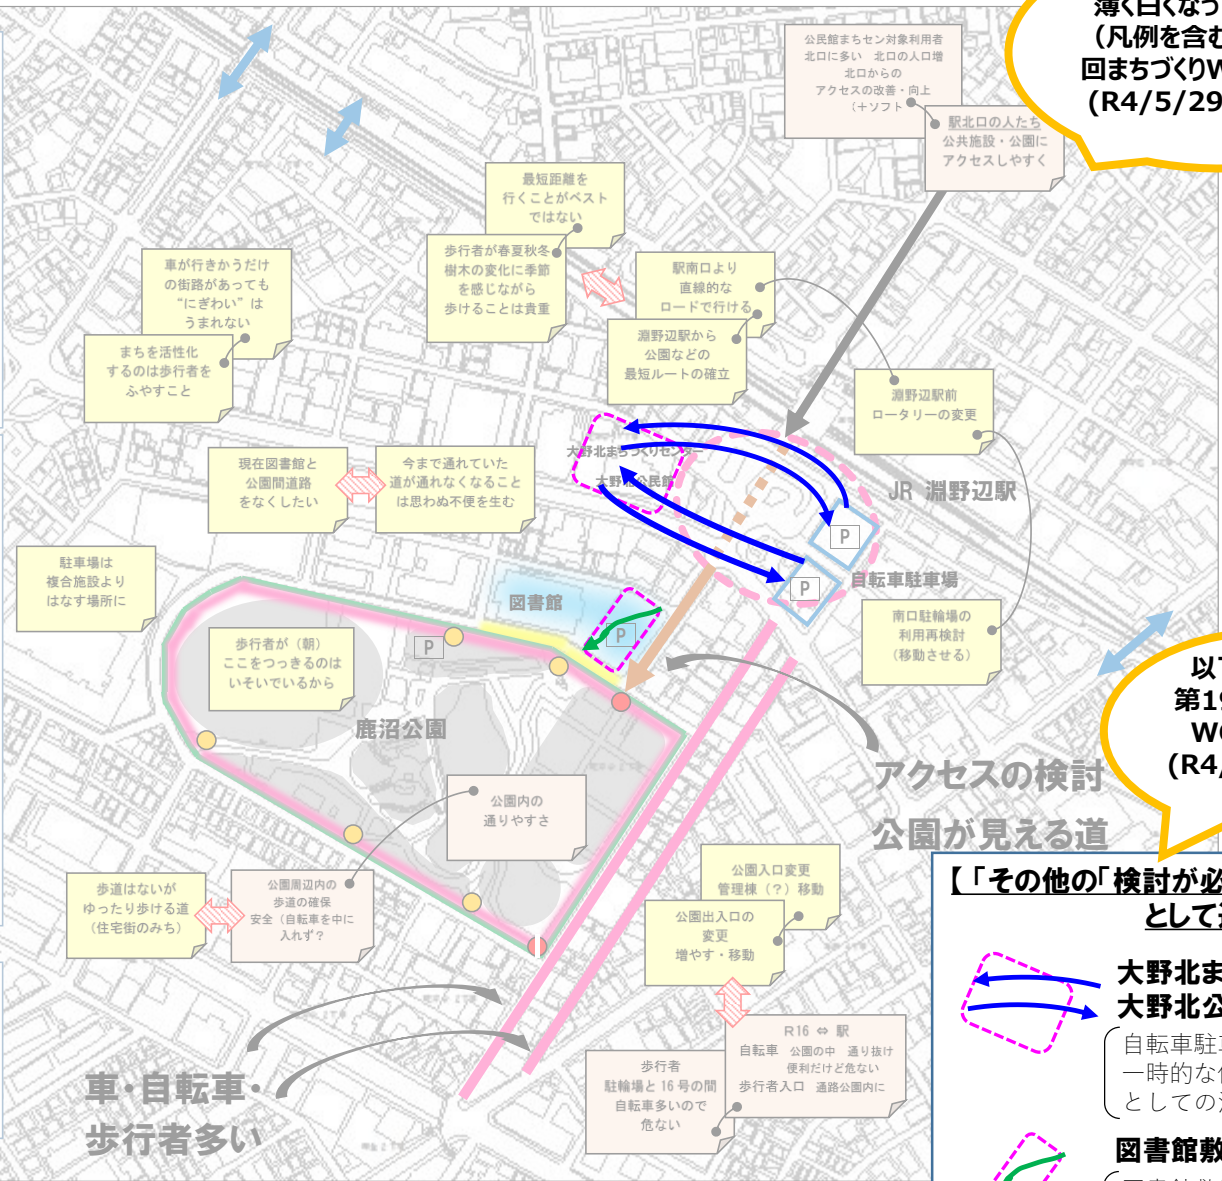 薄く白くなっ
（凡例を含む
回まちづくりW
(R4/5/29
公民館まちセン対象利用者
北口に多い　北口の人口増
北口からの
アクセスの改善・向上
（＋ソフト
駅北口の人たち
公共施設・公園に
アクセスしやすく
最短距離を
行くことがベスト
ではない
歩行者が春夏秋冬
樹木の変化に季節
を感じながら
歩けることは貴重
車が行きかうだけ
の街路があっても
“にぎわい”は
うまれない
まちを活性化
するのは歩行者を
ふやすこと
駅南口より
直線的な
ロードで行ける
淵野辺駅から
公園などの
最短ルートの確立
淵野辺駅前
ロータリーの変更
大野北まちづくりセンター
大野北公民館
現在図書館と
公園間道路
をなくしたい
今まで通れていた
道が通れなくなること
は思わぬ不便を生む
JR 淵野辺駅
P
P
自転車駐車場
駐車場は
複合施設より
はなす場所に
図書館
P
P
南口駐輪場の
利用再検討
（移動させる）
歩行者が（朝）
ここをつっきるのは
いそいでいるから
鹿沼公園
以下
第19
(R4/
アクセスの検討
公園が見える道
公園内の
通りやすさ
公園入口変更
管理棟（？）移動
歩道はないが
ゆったり歩ける道
（住宅街のみち）
公園周辺内の
歩道の確保
安全（自転車を中に
入れず？
公園出入口の
変更
増やす・移動
【「その他の「検討が必
として
大野北ま
大野北公
自転車駐車
一時的な
としての
R16 ⇔ 駅
自転車　公園の中　通り抜け
便利だけど危ない
歩行者入口　通路公園内に
歩行者
駐輪場と 16 号の間
自転車多いので
危ない
車・自転車・
歩行者多い
図書館敷